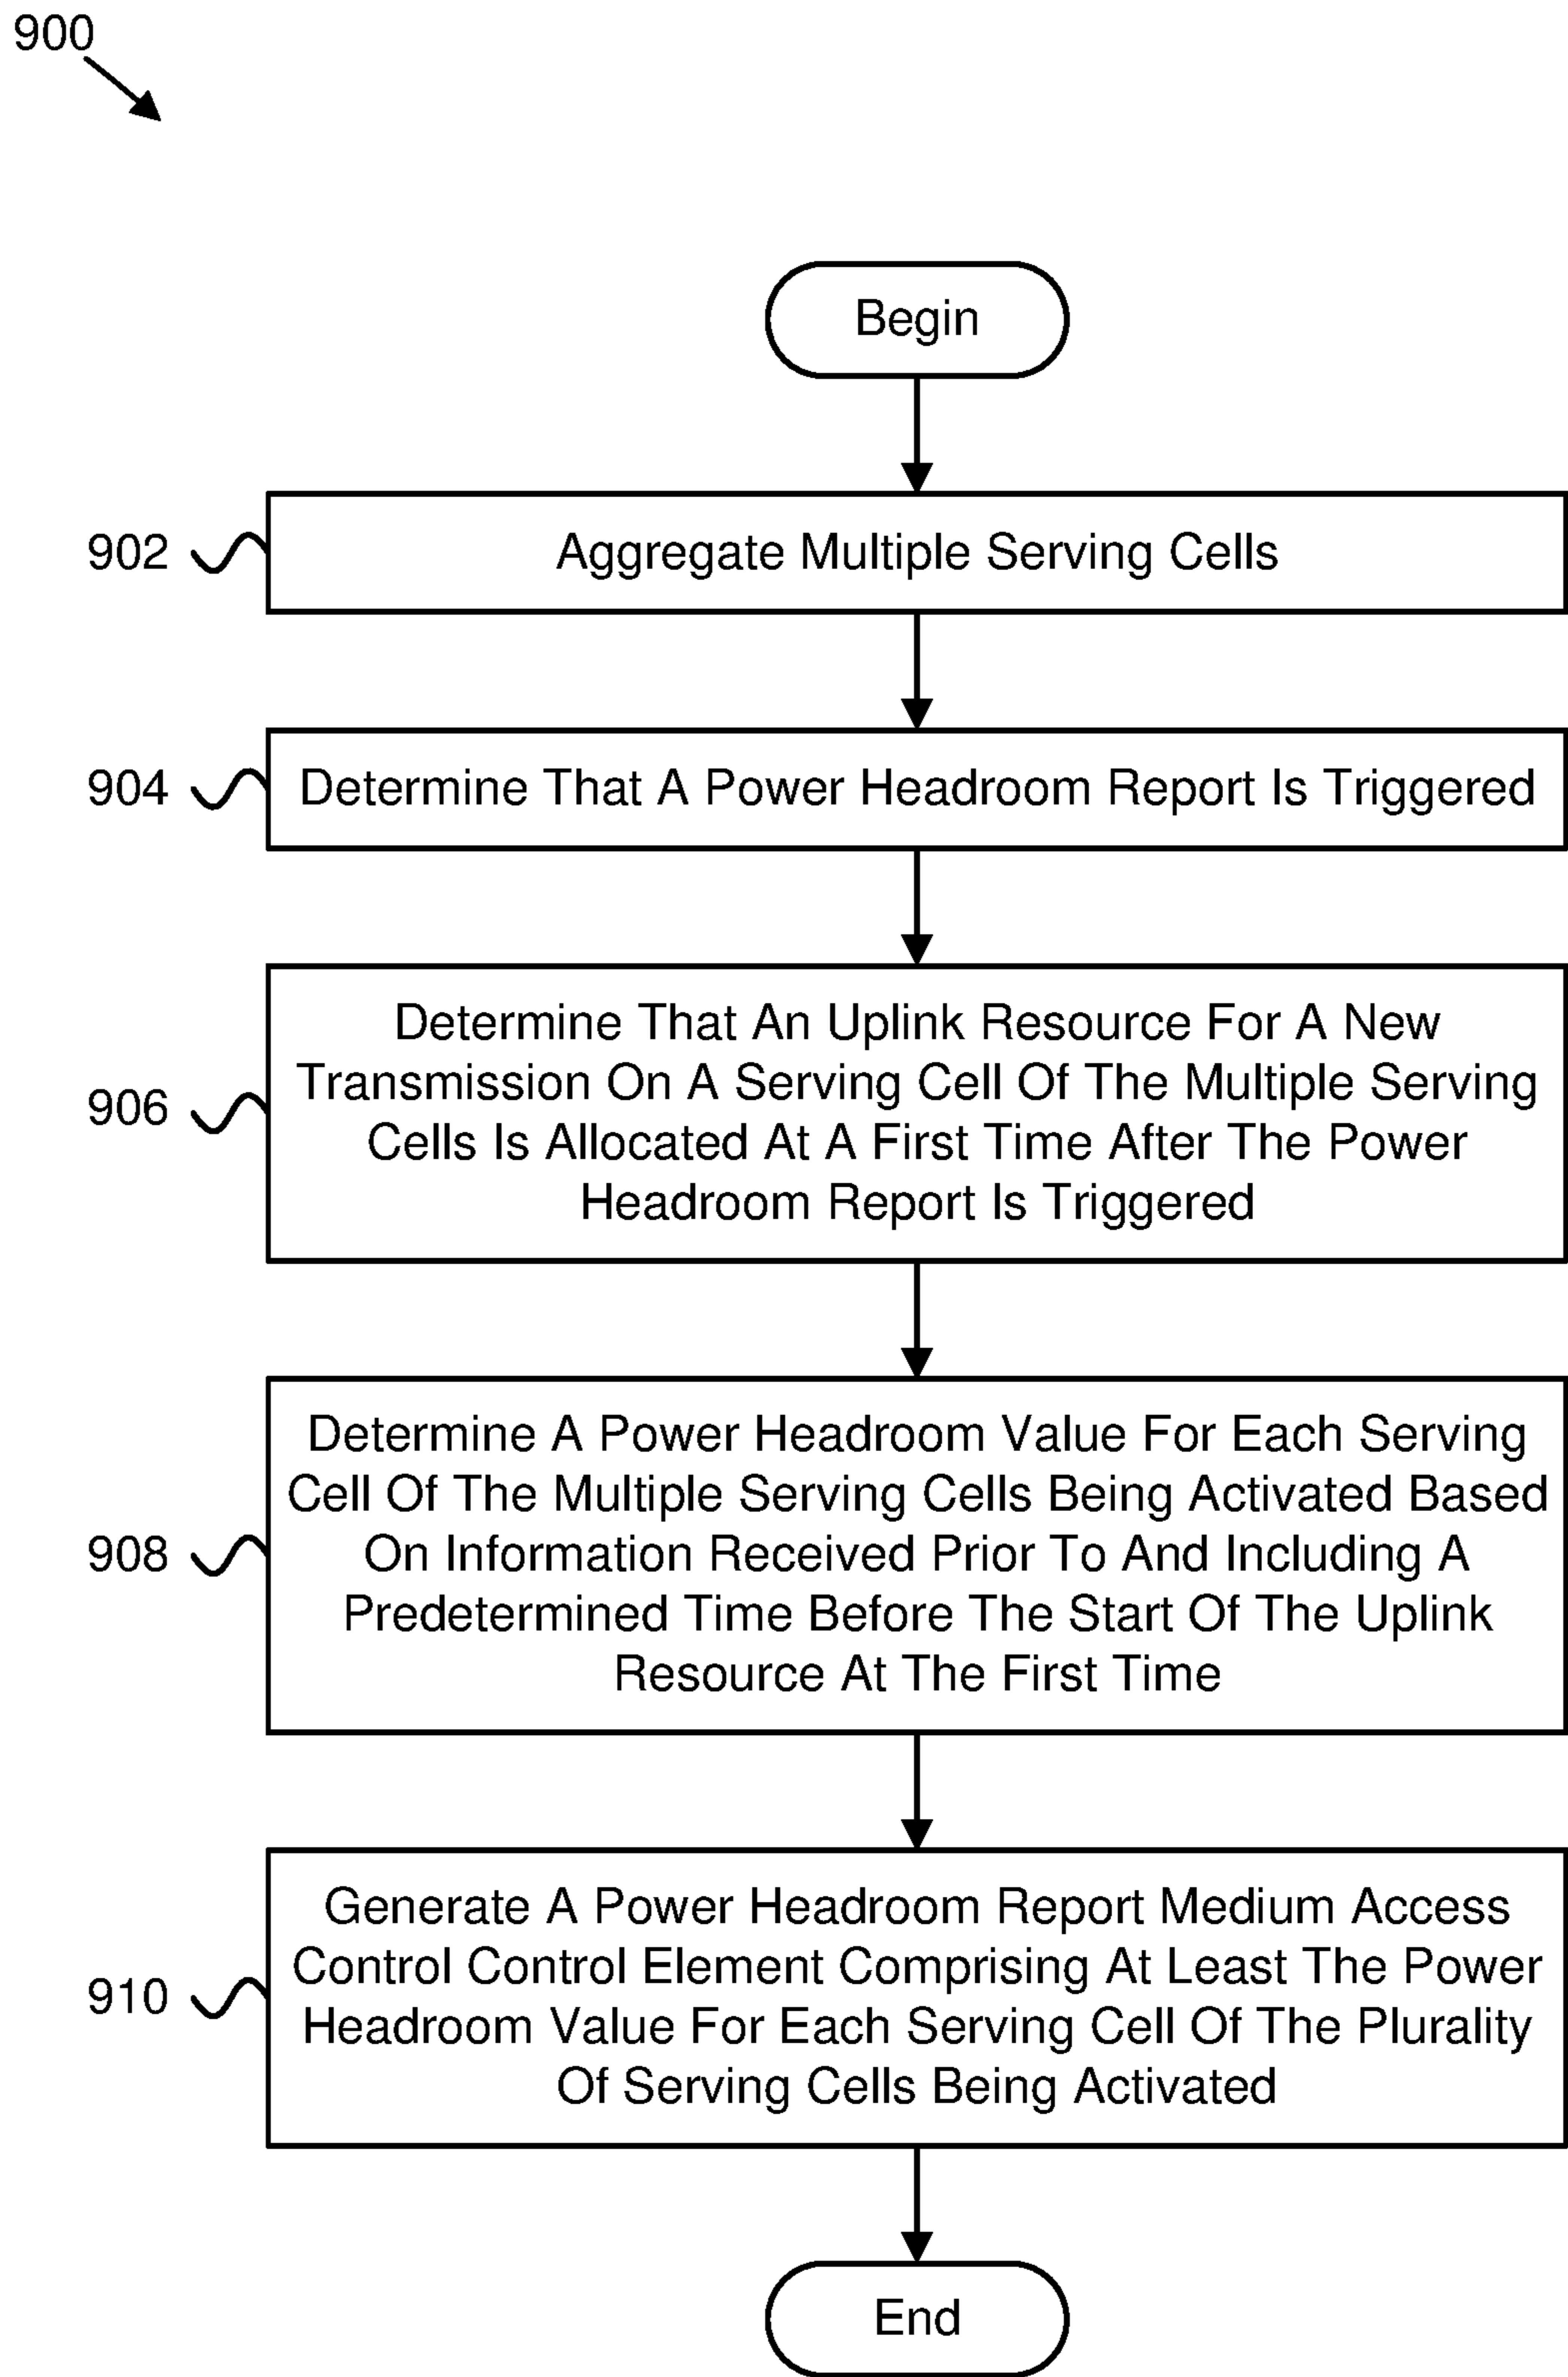 900
Begin
902
Aggregate Multiple Serving Cells
904
Determine That A Power Headroom Report Is Triggered
906
Determine That An Uplink Resource For A New
Transmission On A Serving Cell Of The Multiple Serving
Cells Is Allocated At A First Time After The Power
Headroom Report Is Triggered
908
Determine A Power Headroom Value For Each Serving
Cell Of The Multiple Serving Cells Being Activated Based
On Information Received Prior To And Including A
Predetermined Time Before The Start Of The Uplink
Resource At The First Time
910
Generate A Power Headroom Report Medium Access
Control Control Element Comprising At Least The Power
Headroom Value For Each Serving Cell Of The Plurality
Of Serving Cells Being Activated
End